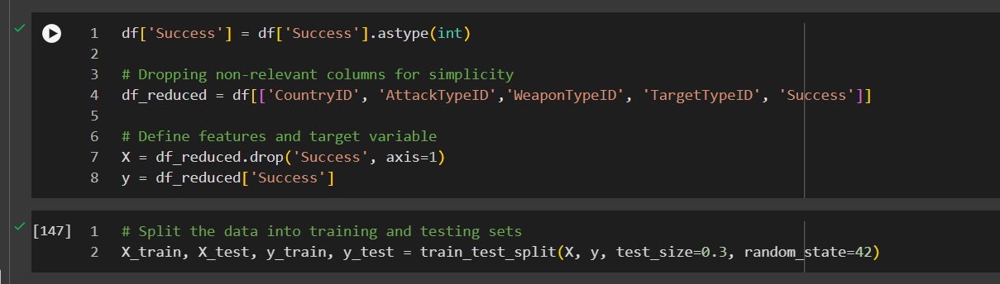 1 df['Success'] = df['Success'].astype(int)
2
3 # Dropping non-relevant columns for simplicity
4 df_reduced = df[['CountryID', 'AttackTypeID','WeaponTypeID', 'TargetTypeID', 'Success']]
5
6 # Define features and target variable
7 X = df_reduced.drop('Success', axis=1)
8 y = df_reduced['Success']
[147] 1 # Split the data into training and testing sets
2 X_train, X_test, y_train, y_test = train_test_split(X, y, test_size=0.3, random_state=42)